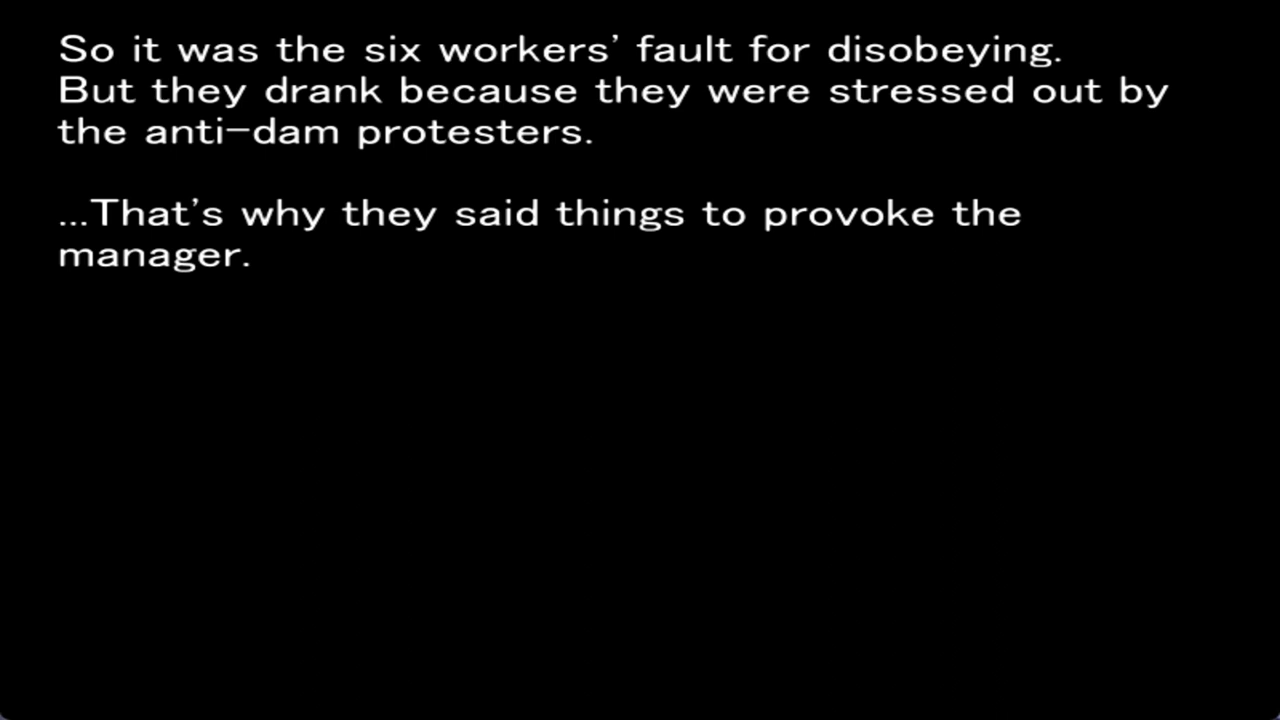 So it was the six workers’ fault for disobeying.
But they drank because they were stressed out by
the anti-dam protesters.
...That’s why they said things to provoke the
manager.